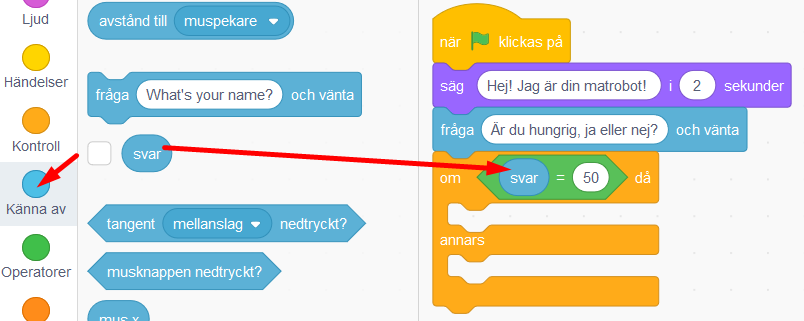 Ljud
Händelser
Kontroll
Känna av
Operatorer
avstånd till muspekare
fråga What's your name? och vänta
svar
tangent mellanslag nedtryckt?
musknappen nedtryckt?
mus x
när klickas på
säg Hej! Jag är din matrobot! i 2 sekunder
fråga Är du hungrig, ja eller nej? och vänta
om svar = 50 då
annars